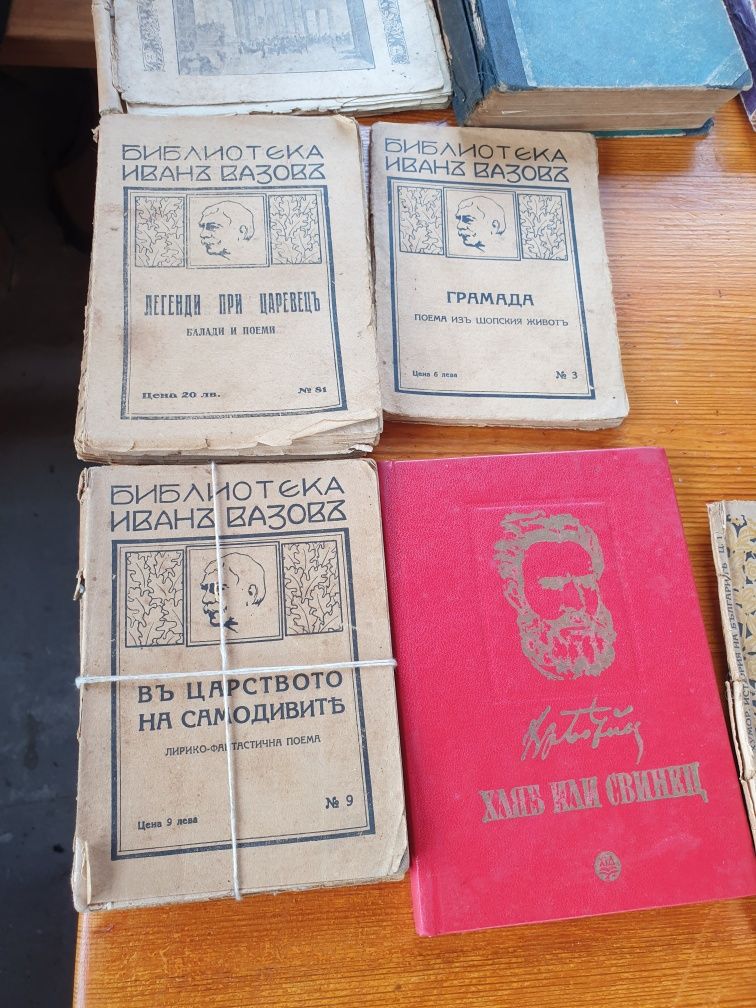 БИБЛИОТЕКА
ИВАНЪ ВАЗОВЪ
ЛЕГЕНДИ ПРИ ЦАРЕВЕЦЪ
БАЛАДИ И ПОЕМИ
Цена 20 лв.
№ 81
БИБЛИОТЕКА
ИВАНЪ ВАЗОВЪ
ГРАМАДА
ПОЕМА ИЗЪ ШОПСКИЯ ЖИВОТЪ
Цена 6 лева
№ 3
БИБЛИОТЕКА
ИВАНЪ ВАЗОВЪ
ВЪ ЦАРСТВОТО
НА САМОДИВИТѢ
ЛИРИКО-ФАНТАСТИЧНА ПОЕМА
Цена 9 лева
№ 9
ХЛЯБ ИЛИ СВИНЕЦ